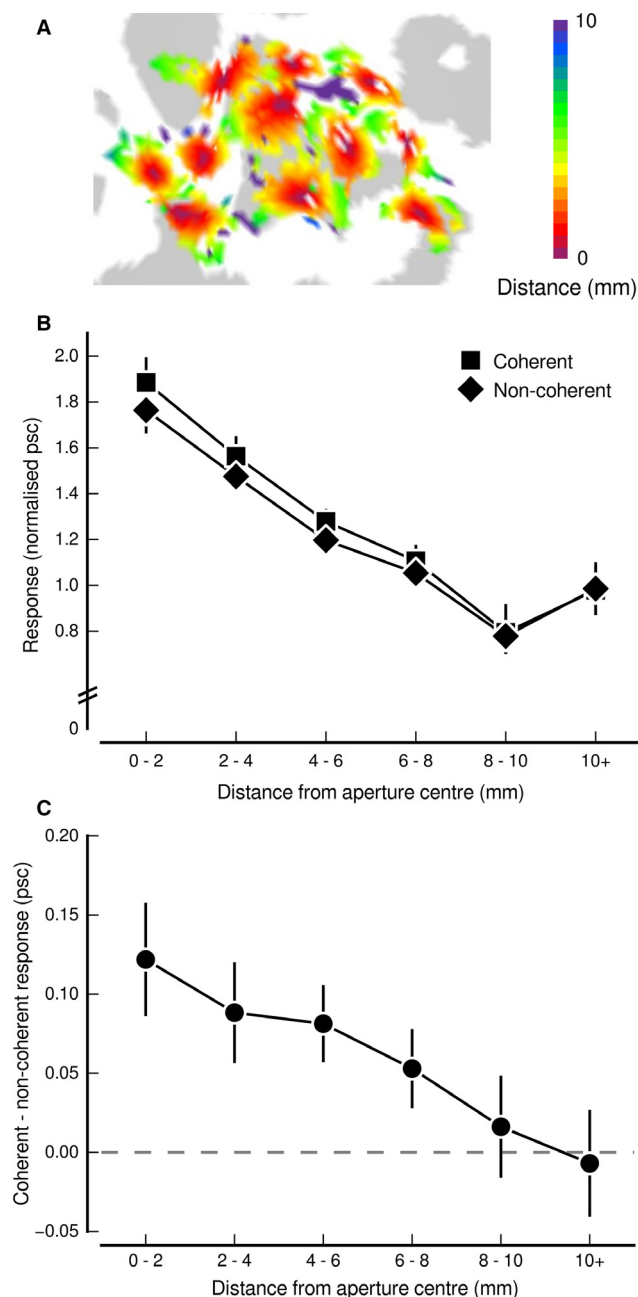 A
10
0
Distance (mm)
B
2.0
1.8
1.6
1.4
1.2
1.0
0.8
0
Response (normalised psc)
Coherent
Non-coherent
0 - 2 2 - 4 4 - 6 6 - 8 8 - 10 10+
Distance from aperture centre (mm)
C
0.20
0.15
0.10
0.05
0.00
−0.05
Coherent - non-coherent response (psc)
0 - 2 2 - 4 4 - 6 6 - 8 8 - 10 10+
Distance from aperture centre (mm)